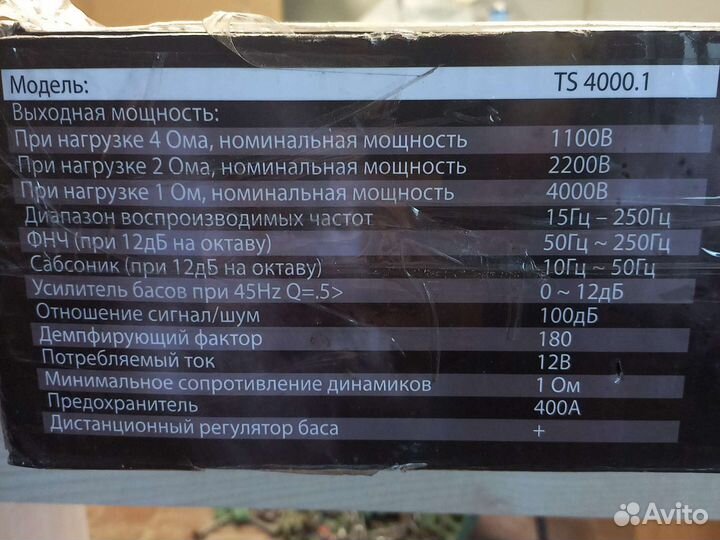 Модель: TS 4000.1
Выходная мощность:
При нагрузке 4 Ома, номинальная мощность 1100В
При нагрузке 2 Ома, номинальная мощность 2200В
При нагрузке 1 Ом, номинальная мощность 4000В
Диапазон воспроизводимых частот 15Гц – 250Гц
ФНЧ (при 12дБ на октаву) 50Гц ~ 250Гц
Сабсоник (при 12дБ на октаву) 10Гц ~ 50Гц
Усилитель басов при 45Hz Q=.5> 0 ~ 12дБ
Отношение сигнал/шум 100дБ
Демпфирующий фактор 180
Потребляемый ток 12В
Минимальное сопротивление динамиков 1 Ом
Предохранитель 400А
Дистанционный регулятор баса +
Avito